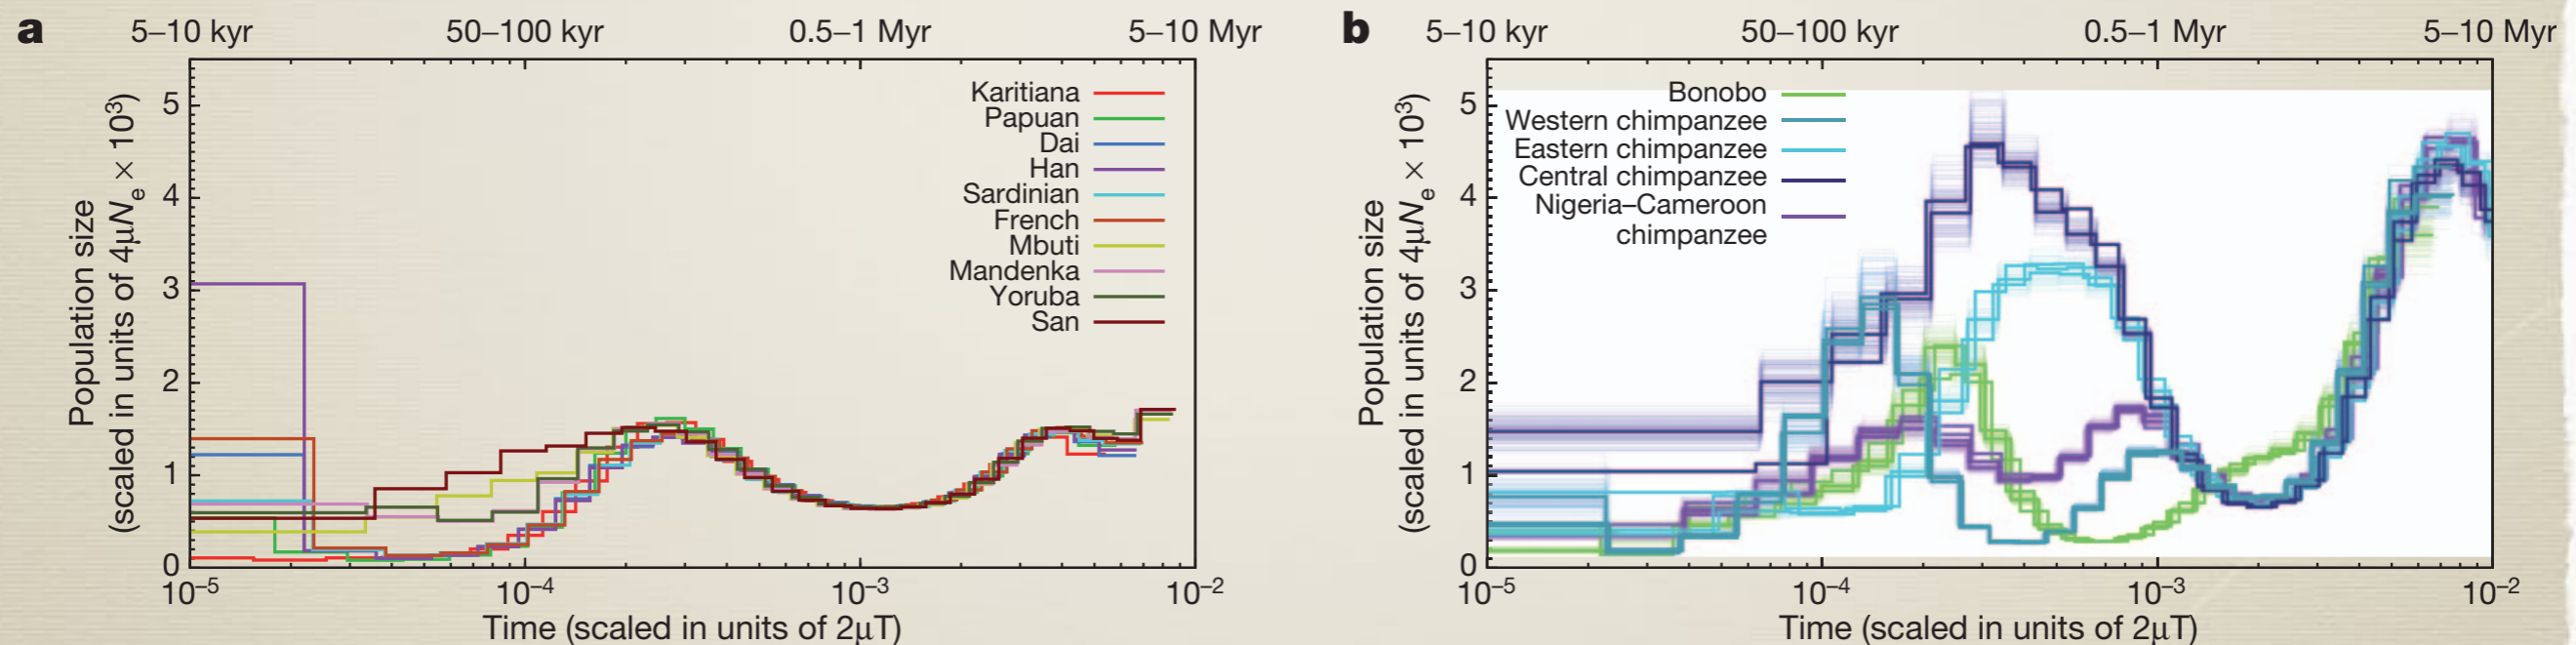 a
5–10 kyr 50–100 kyr 0.5–1 Myr 5–10 Myr
Population size
(scaled in units of 4μNe × 10³)
5
4
3
2
1
0
Karitiana
Papuan
Dai
Han
Sardinian
French
Mbuti
Mandenka
Yoruba
San
10⁻⁵ 10⁻⁴ 10⁻³ 10⁻²
Time (scaled in units of 2μT)
b
5–10 kyr 50–100 kyr 0.5–1 Myr 5–10 Myr
Population size
(scaled in units of 4μNe × 10³)
5
4
3
2
1
0
Bonobo
Western chimpanzee
Eastern chimpanzee
Central chimpanzee
Nigeria–Cameroon
chimpanzee
10⁻⁵ 10⁻⁴ 10⁻³ 10⁻²
Time (scaled in units of 2μT)